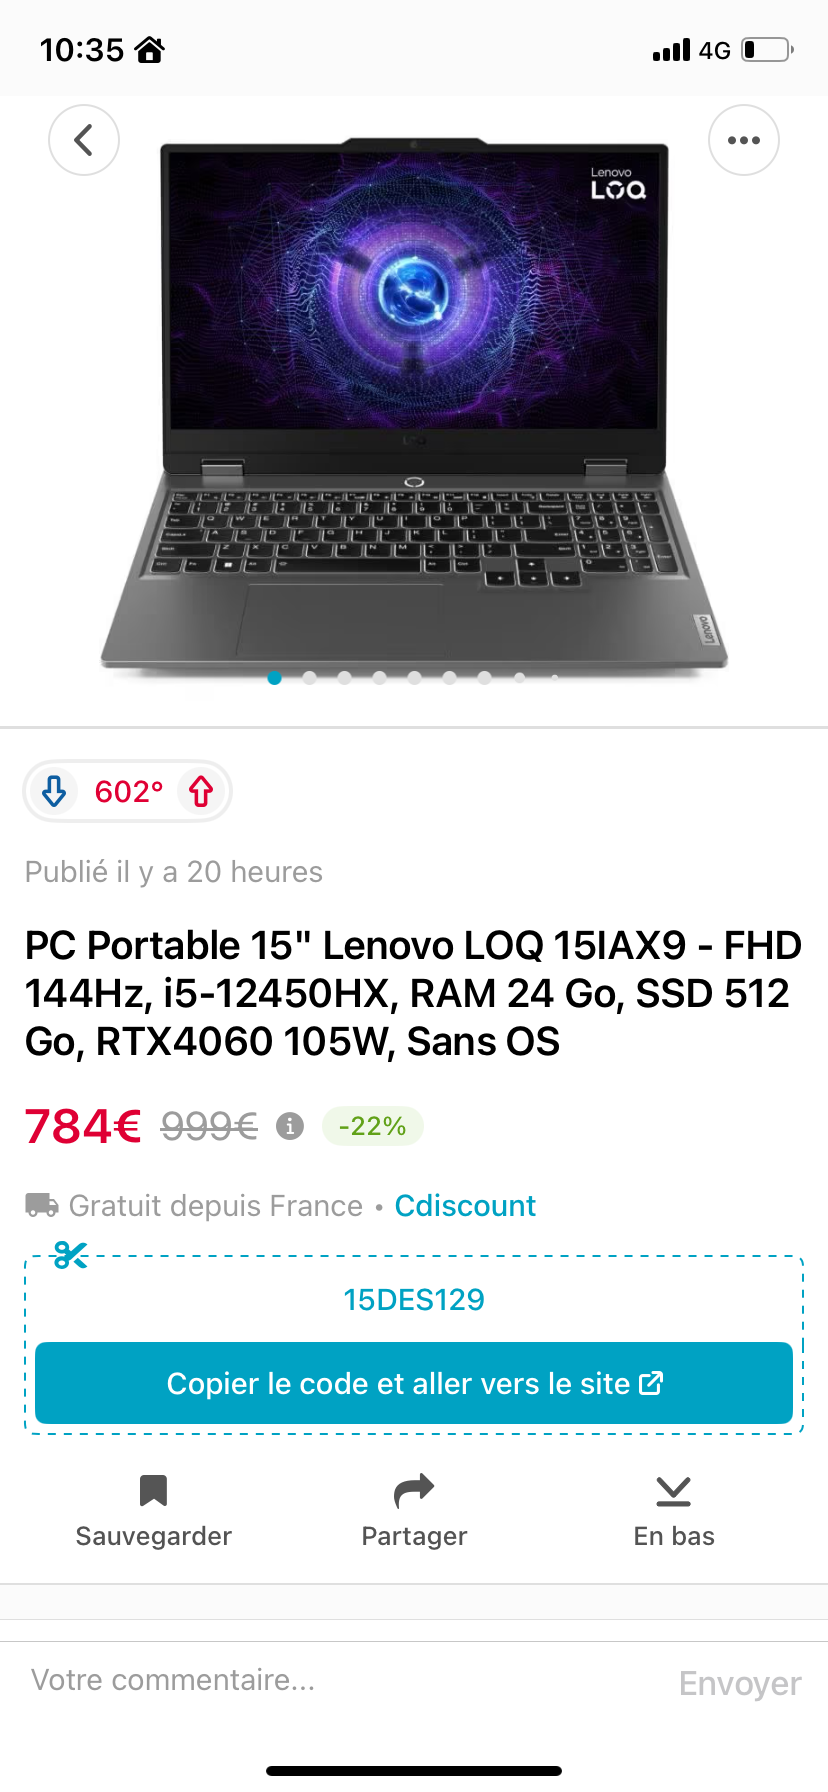 10:35
4G
Lenovo
LOQ
Lenovo
602°
Publié il y a 20 heures
PC Portable 15" Lenovo LOQ 15IAX9 - FHD
144Hz, i5-12450HX, RAM 24 Go, SSD 512
Go, RTX4060 105W, Sans OS
784€ 999€ -22%
Gratuit depuis France • Cdiscount
15DES129
Copier le code et aller vers le site
Sauvegarder
Partager
En bas
Votre commentaire...
Envoyer